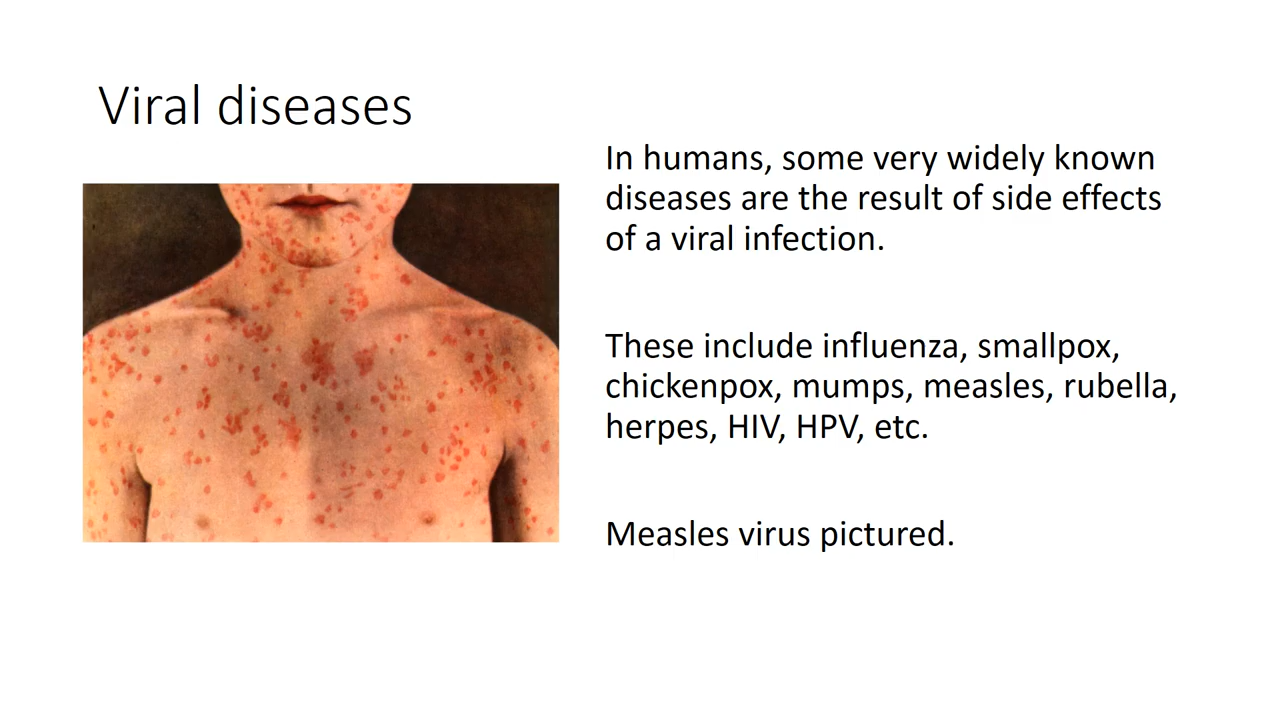 Viral diseases
In humans, some very widely known
diseases are the result of side effects
of a viral infection.
These include influenza, smallpox,
chickenpox, mumps, measles, rubella,
herpes, HIV, HPV, etc.
Measles virus pictured.